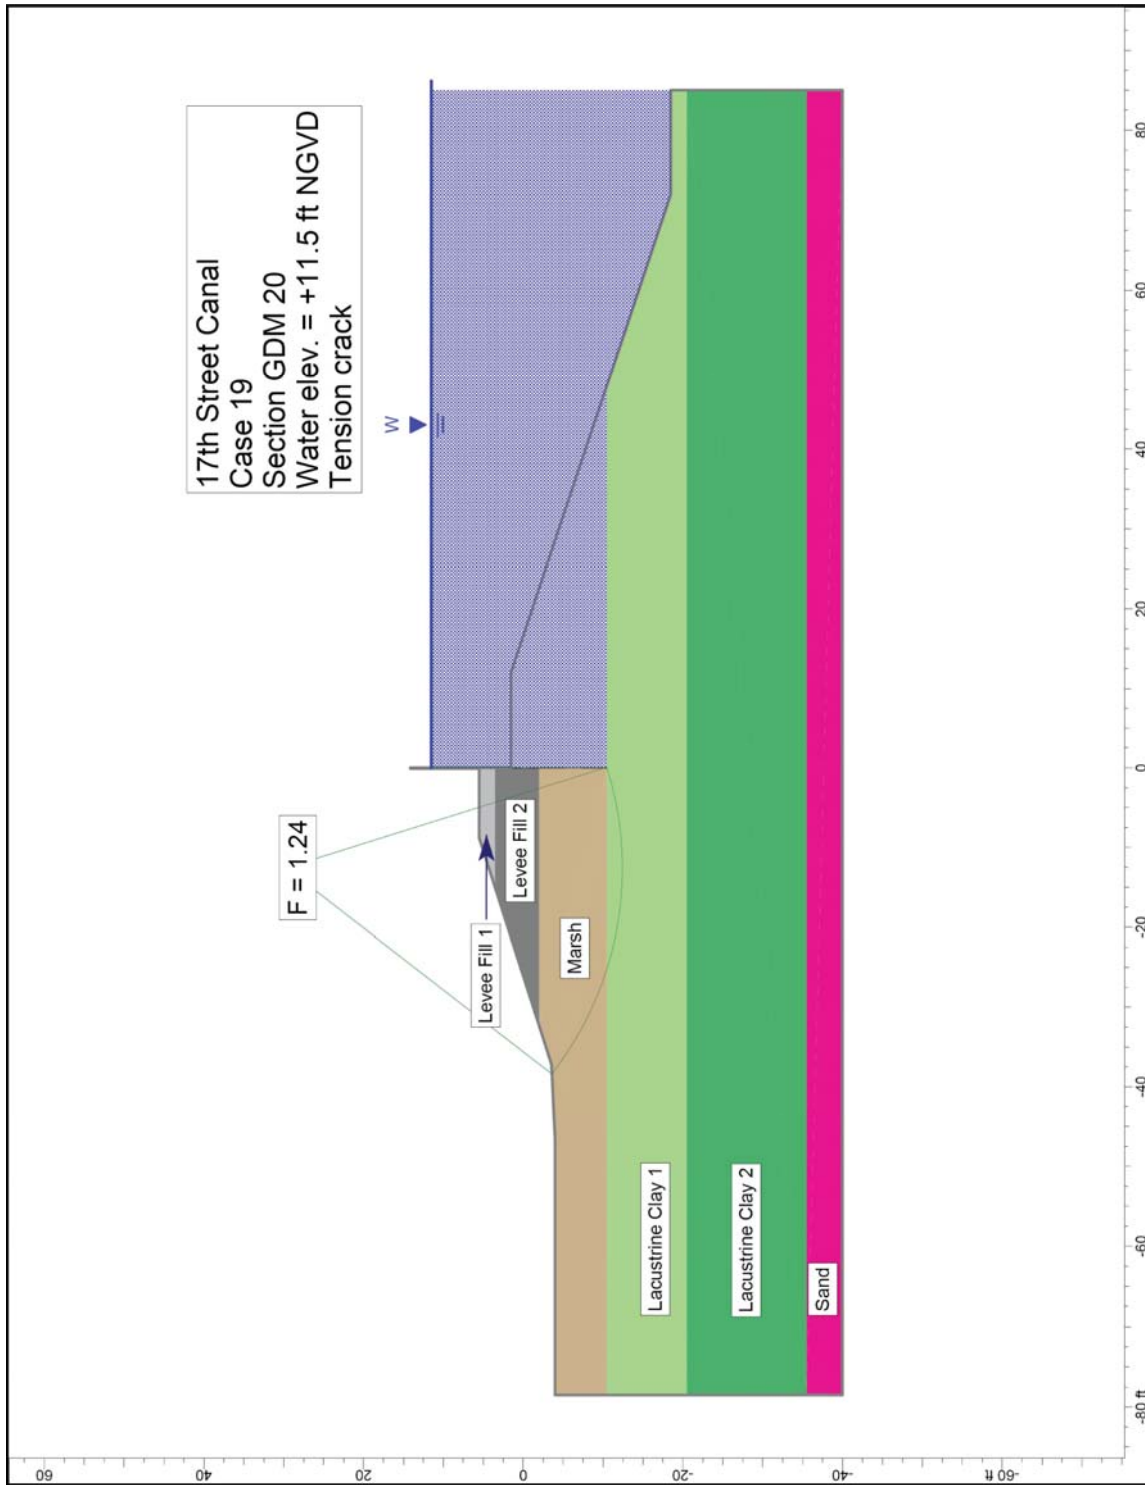 17th Street Canal
Case 19
Section GDM 20
Water elev. = +11.5 ft NGVD
Tension crack
W
F = 1.24
Levee Fill 1
Levee Fill 2
Marsh
Lacustrine Clay 1
Lacustrine Clay 2
Sand
60
40
20
0
-20
-40
-60 ft
-80 ft
-60
-40
-20
0
20
40
60
80